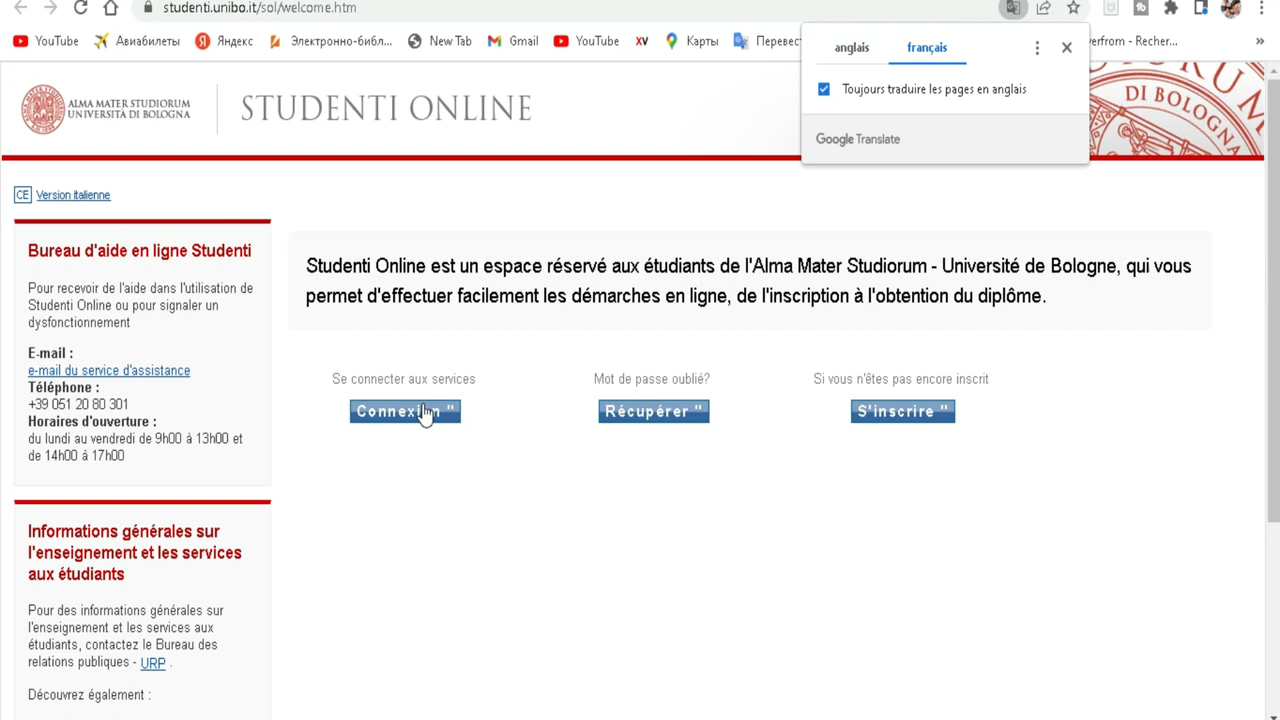 studenti.unibo.it/sol/welcome.htm
YouTube
Авиабилеты
Яндекс
Электронно-библ...
New Tab
Gmail
YouTube
XV
Карты
Перевест
verfrom - Recher...
»
anglais
français
Toujours traduire les pages en anglais
Google Translate
ALMA MATER STUDIORUM
UNIVERSITÀ DI BOLOGNA
STUDENTI ONLINE
DI BOLOGNA
CE Version italienne
Bureau d'aide en ligne Studenti
Pour recevoir de l'aide dans l'utilisation de
Studenti Online ou pour signaler un
dysfonctionnement
E-mail :
e-mail du service d'assistance
Téléphone :
+39 051 20 80 301
Horaires d'ouverture :
du lundi au vendredi de 9h00 à 13h00 et
de 14h00 à 17h00
Informations générales sur
l'enseignement et les services
aux étudiants
Pour des informations générales sur
l'enseignement et les services aux
étudiants, contactez le Bureau des
relations publiques - URP .
Découvrez également :
Studenti Online est un espace réservé aux étudiants de l'Alma Mater Studiorum - Université de Bologne, qui vous
permet d'effectuer facilement les démarches en ligne, de l'inscription à l'obtention du diplôme.
Se connecter aux services
Connexion "
Mot de passe oublié?
Récupérer "
Si vous n'êtes pas encore inscrit
S'inscrire "